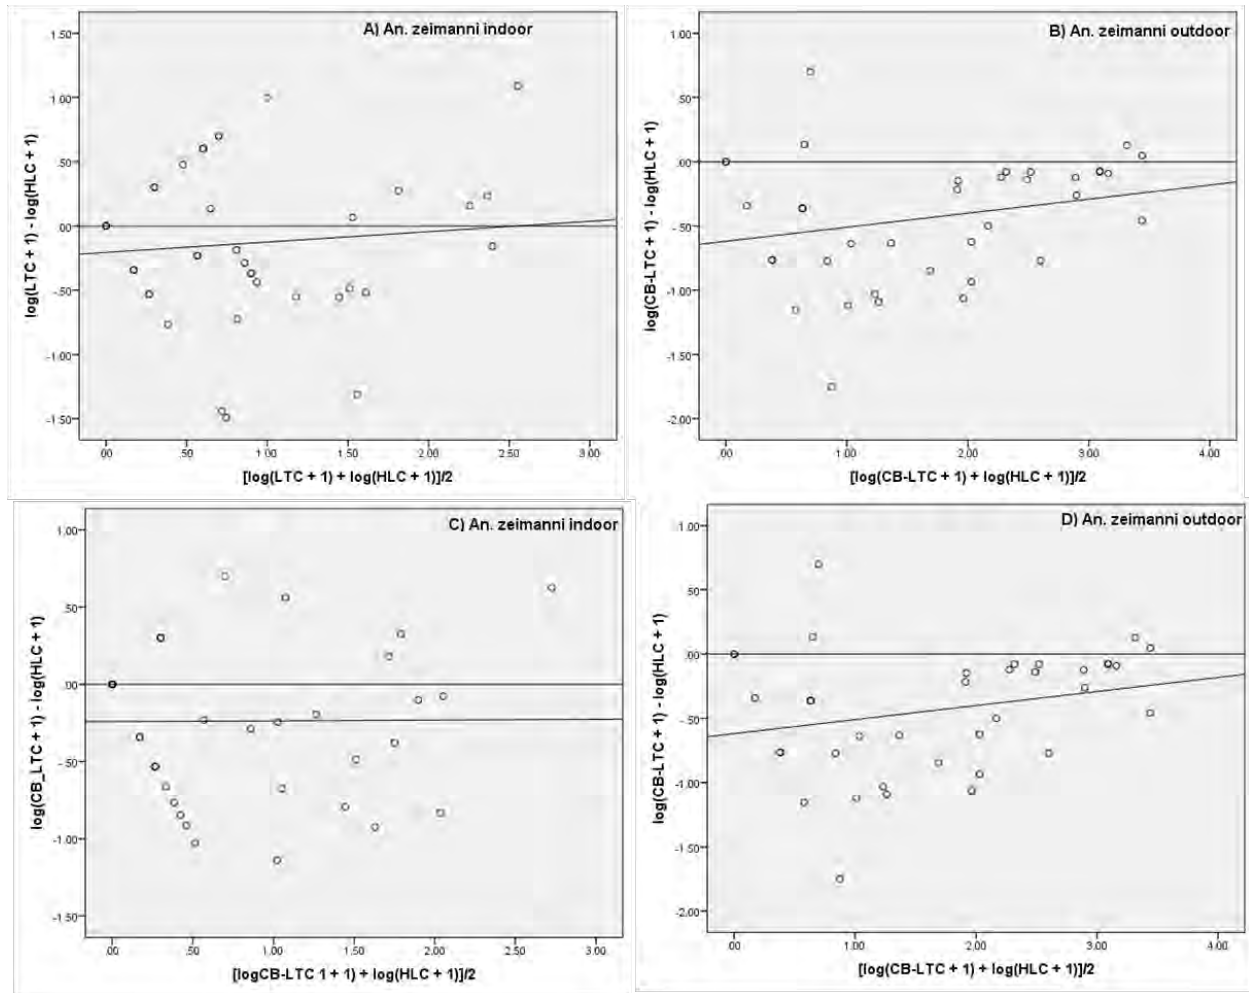 A) An. zeimanni indoor
1.50
1.00
.50
.00
-.50
-1.00
-1.50
log(LTC + 1) - log(HLC + 1)
.00 .50 1.00 1.50 2.00 2.50 3.00
[log(LTC + 1) + log(HLC + 1)]/2
B) An. zeimanni outdoor
1.00
.50
.00
-.50
-1.00
-1.50
-2.00
log(CB-LTC + 1) - log(HLC + 1)
.00 1.00 2.00 3.00 4.00
[log(CB-LTC + 1) + log(HLC + 1)]/2
C) An. zeimanni indoor
1.00
.50
.00
-.50
-1.00
-1.50
log(CB_LTC + 1) - log(HLC + 1)
.00 .50 1.00 1.50 2.00 2.50 3.00
[logCB-LTC 1 + 1) + log(HLC + 1)]/2
D) An. zeimanni outdoor
1.00
.50
.00
-.50
-1.00
-1.50
-2.00
log(CB-LTC + 1) - log(HLC + 1)
.00 1.00 2.00 3.00 4.00
[log(CB-LTC + 1) + log(HLC + 1)]/2